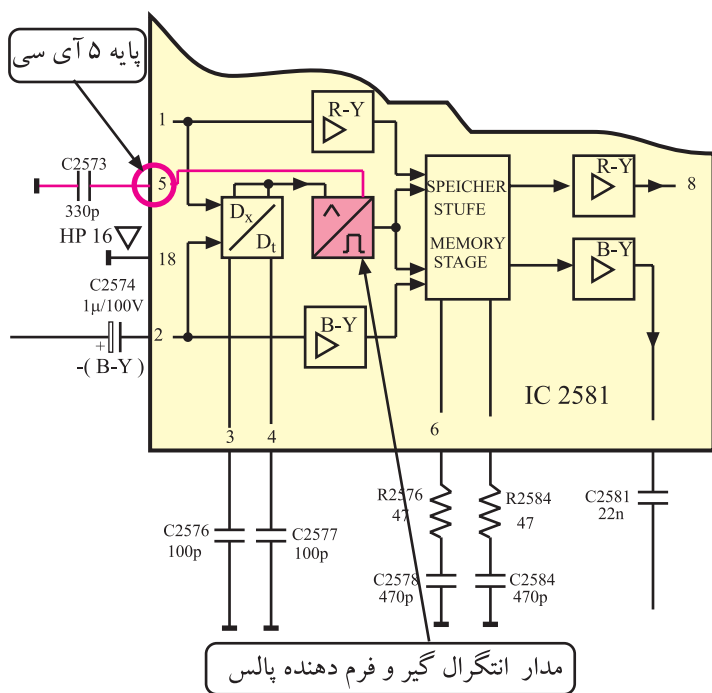 پایه ۵ آی سی
1
R-Y
R-Y
C2573
5
8
330p
SPEICHER
STUFE
MEMORY
STAGE
Dx
Dt
HP 16
18
B-Y
C2574
1μ/100V
+
2
B-Y
-( B-Y )
IC 2581
3
4
6
R2576
47
R2584
47
C2581
22n
C2576
100p
C2577
100p
C2578
470p
C2584
470p
مدار انتگرال گیر و فرم دهنده پالس